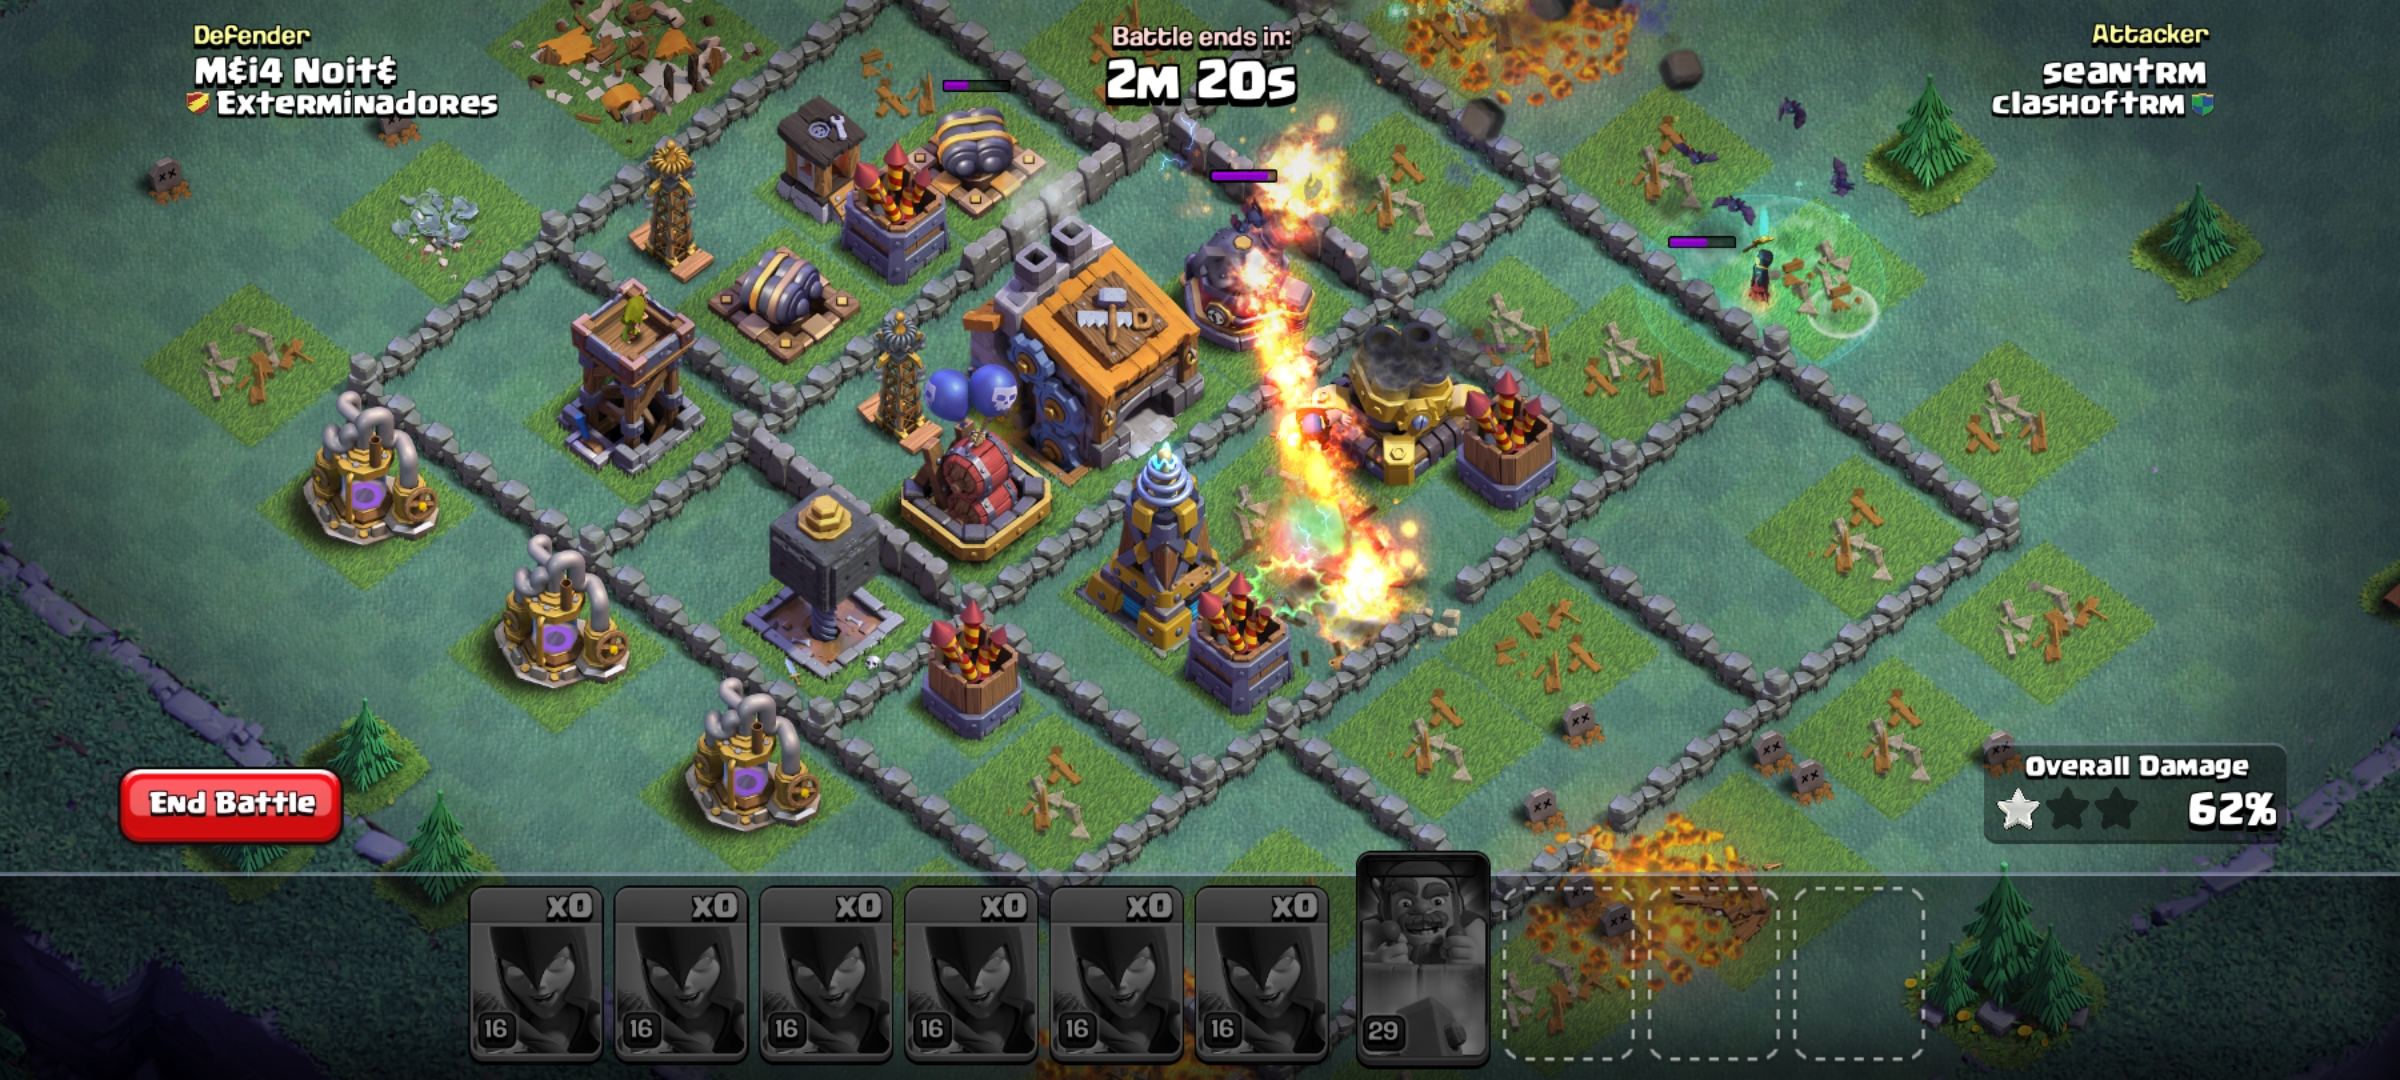 Defender
M€i4 Noit€
Exterminadores
Battle ends in:
2M 20s
Attacker
seantRM
clashoftRM
End Battle
Overall Damage
62%
x0
x0
x0
x0
x0
x0
16
16
16
16
16
16
29